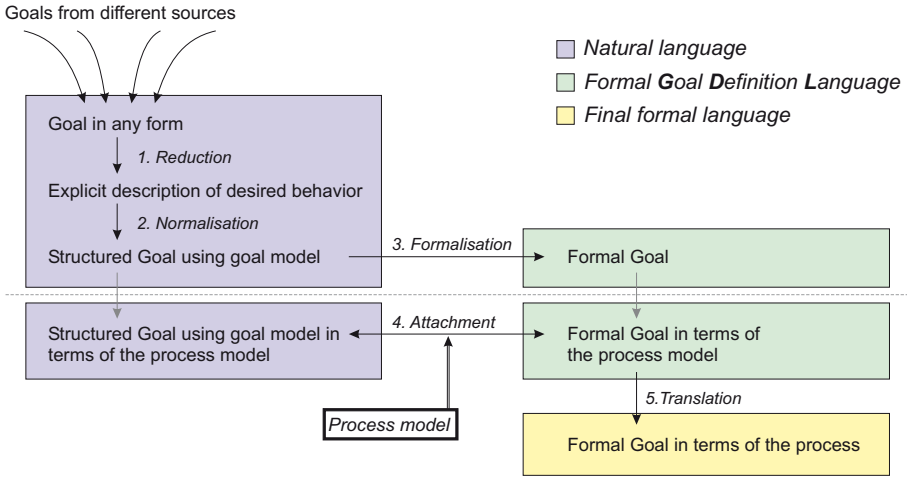 Goals from different sources
Natural language
Formal Goal Definition Language
Final formal language
Goal in any form
1. Reduction
Explicit description of desired behavior
2. Normalisation
Structured Goal using goal model
3. Formalisation
Formal Goal
Structured Goal using goal model in
terms of the process model
4. Attachment
Formal Goal in terms of
the process model
Process model
5.Translation
Formal Goal in terms of the process